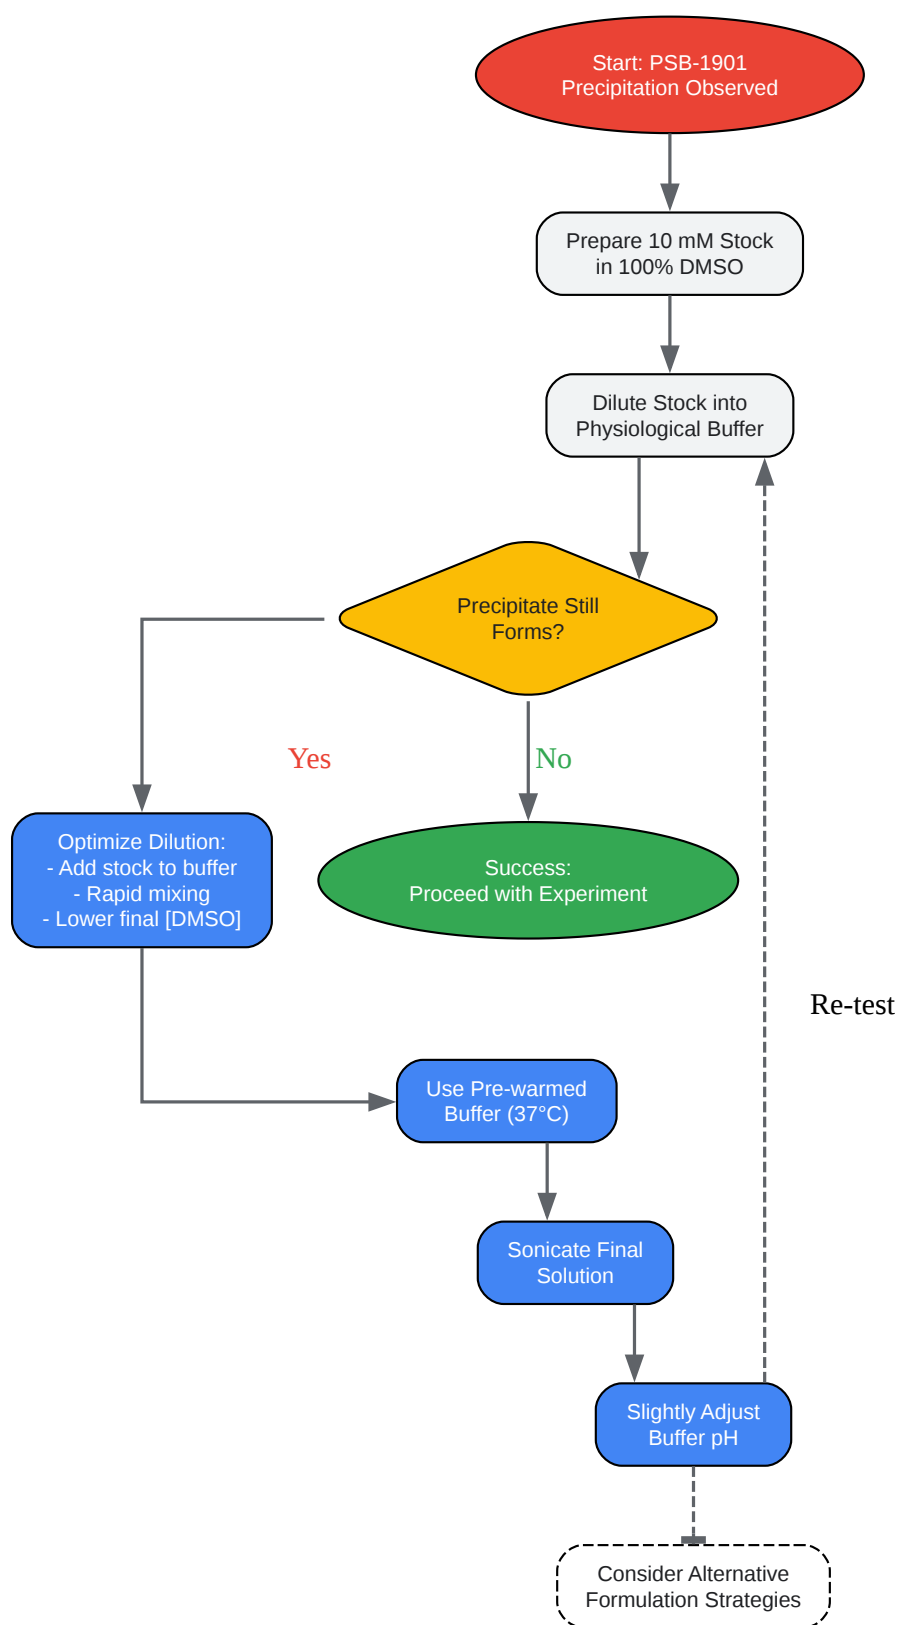 Start: PSB-1901
Precipitation Observed
Prepare 10 mM Stock
in 100% DMSO
Dilute Stock into
Physiological Buffer
Precipitate Still
Forms?
Yes
No
Optimize Dilution:
- Add stock to buffer
- Rapid mixing
- Lower final [DMSO]
Success:
Proceed with Experiment
Re-test
Use Pre-warmed
Buffer (37°C)
Sonicate Final
Solution
Slightly Adjust
Buffer pH
Consider Alternative
Formulation Strategies